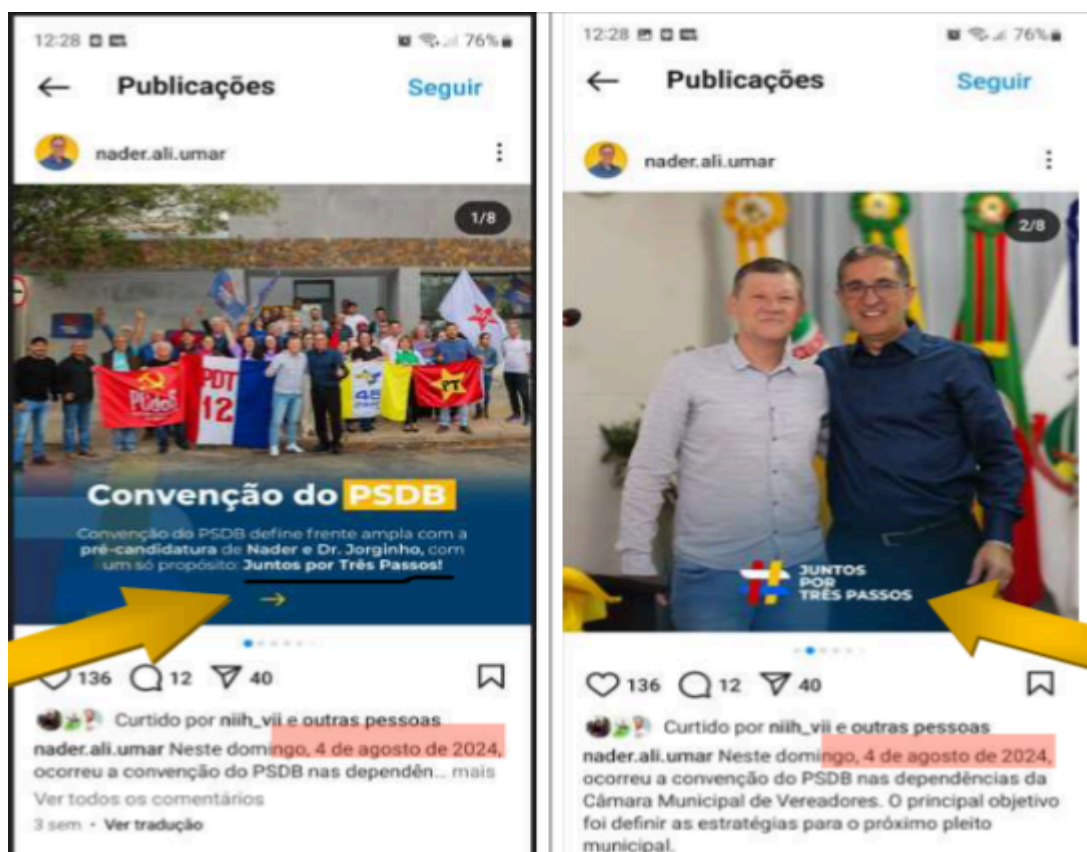 12:28
76%
Publicações
Seguir
nader.ali.umar
1/8
PDT
12
45
PT
Convenção do PSDB
Convenção do PSDB define frente ampla com a
pré-candidatura de Nader e Dr. Jorginho, com
um só propósito: Juntos por Três Passos!
136 12 40
Curtido por niih_vii e outras pessoas
nader.ali.umar Neste domingo, 4 de agosto de 2024,
ocorreu a convenção do PSDB nas dependên... mais
Ver todos os comentários
3 sem • Ver tradução
12:28
76%
Publicações
Seguir
nader.ali.umar
2/8
JUNTOS
POR
TRÊS PASSOS
136 12 40
Curtido por niih_vii e outras pessoas
nader.ali.umar Neste domingo, 4 de agosto de 2024,
ocorreu a convenção do PSDB nas dependências da
Câmara Municipal de Vereadores. O principal objetivo
foi definir as estratégias para o próximo pleito
municipal.